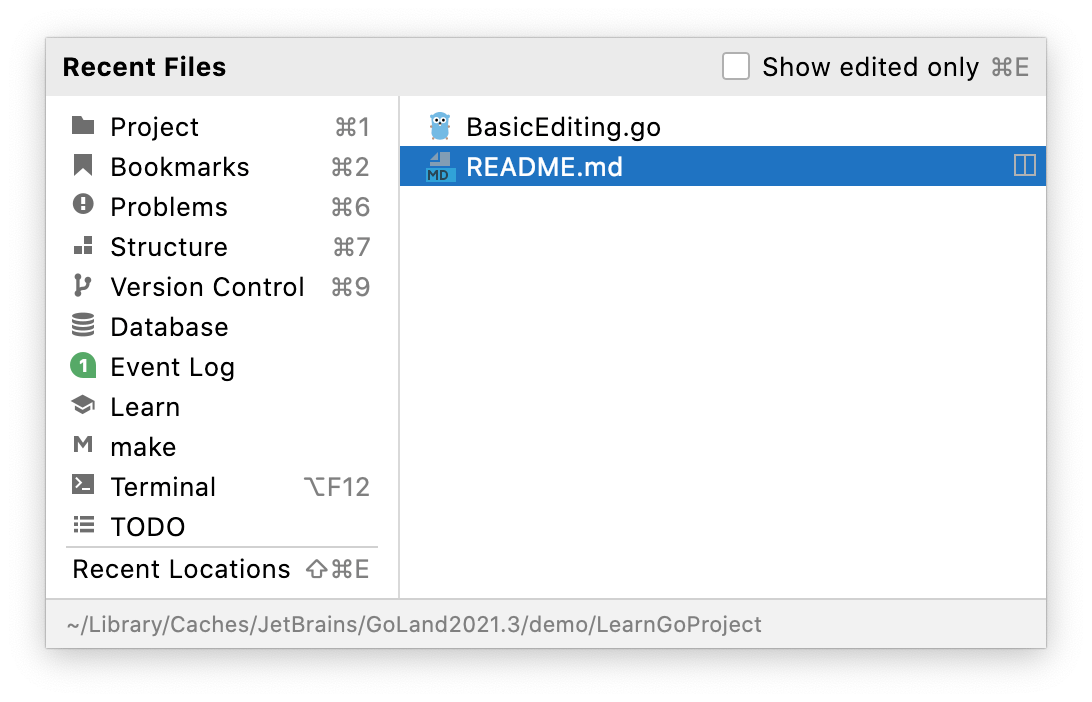 Recent Files Show edited only ⌘E
Project ⌘1
Bookmarks ⌘2
Problems ⌘6
Structure ⌘7
Version Control ⌘9
Database
1 Event Log
Learn
M make
Terminal ⌥F12
TODO
Recent Locations ⇧⌘E
BasicEditing.go
MD README.md
~/Library/Caches/JetBrains/GoLand2021.3/demo/LearnGoProject